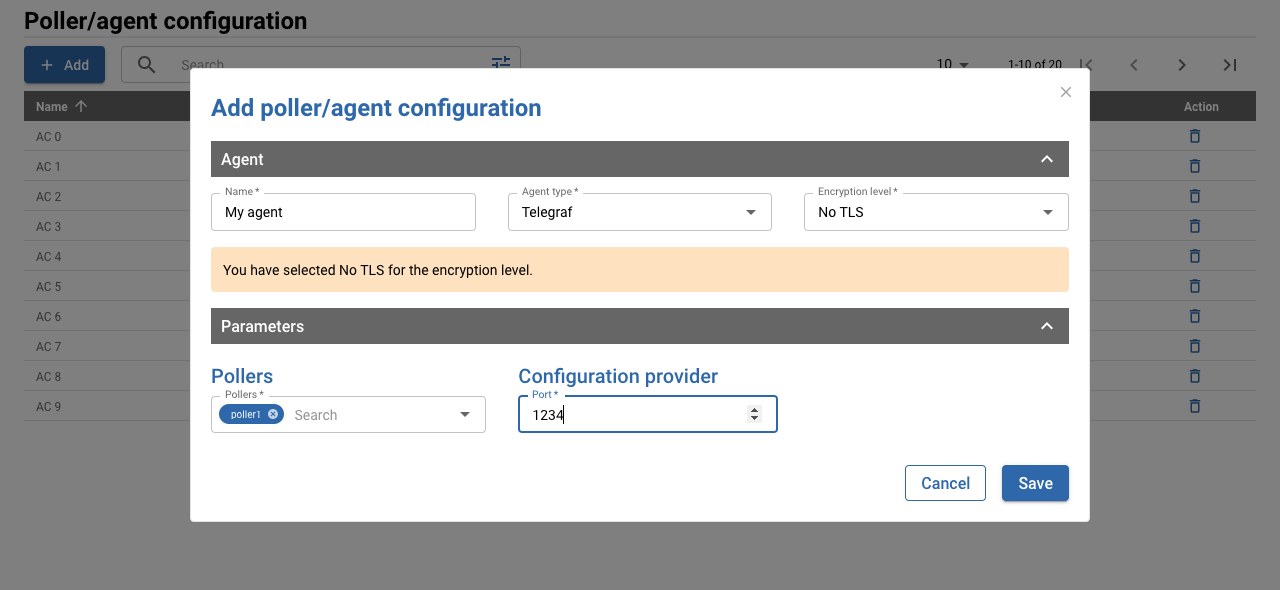 Poller/agent configuration
Add
Search
10
1-10 of 20
Name
Action
AC 0
AC 1
AC 2
AC 3
AC 4
AC 5
AC 6
AC 7
AC 8
AC 9
Add poller/agent configuration
Agent
Name * Agent type * Encryption level *
My agent Telegraf No TLS
You have selected No TLS for the encryption level.
Parameters
Pollers Configuration provider
Pollers * Port *
poller1 Search 1234
Cancel Save